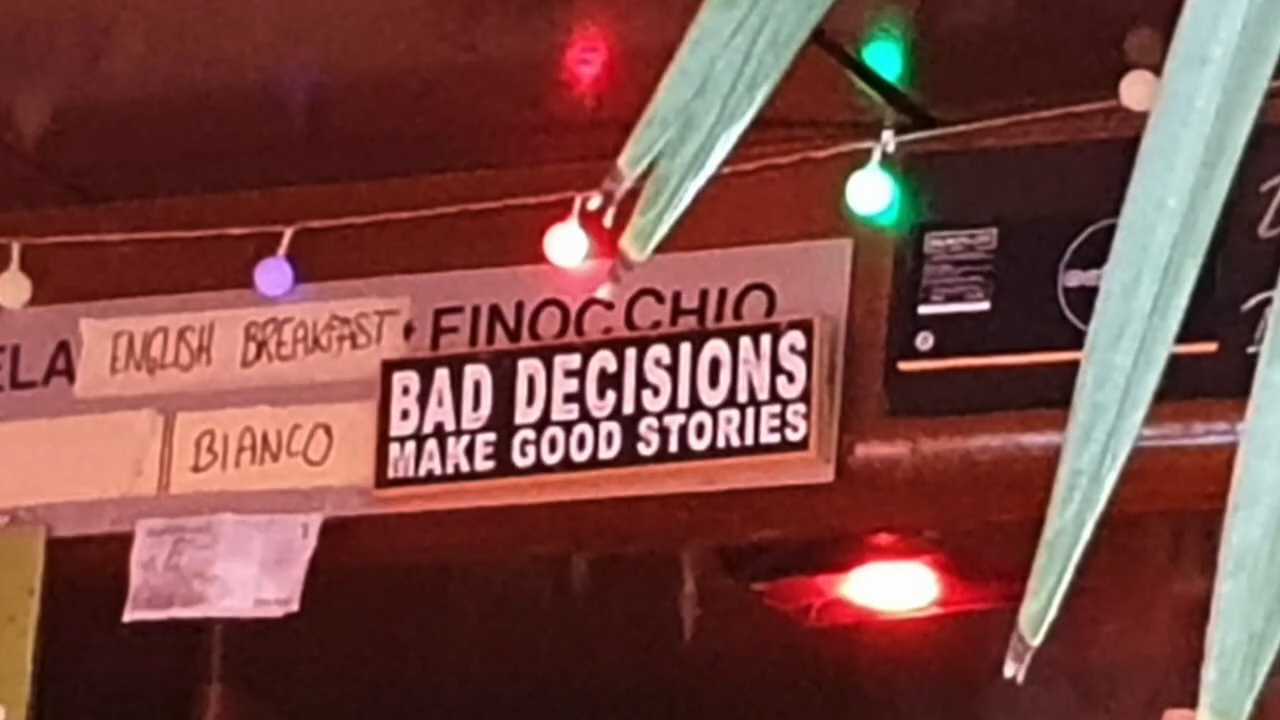 ELA
ENGLISH BREAKFAST
• FINOCCHIO
BIANCO
BAD DECISIONS
MAKE GOOD STORIES